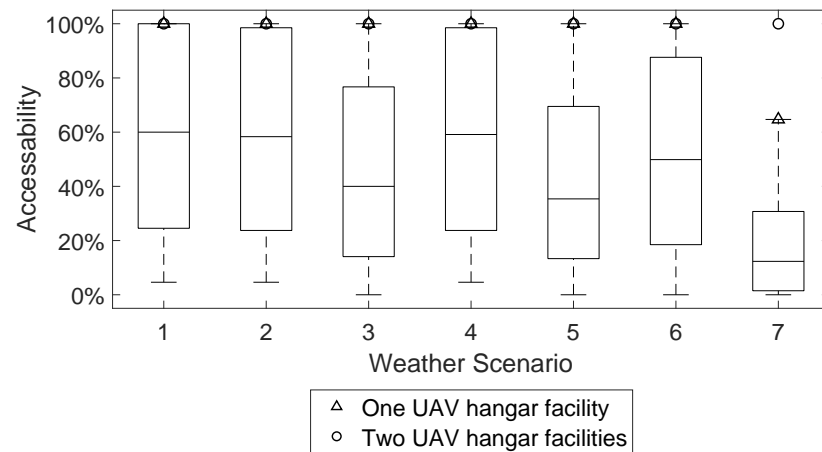 100%
80%
60%
40%
20%
0%
Accessability
1 2 3 4 5 6 7
Weather Scenario
One UAV hangar facility
Two UAV hangar facilities